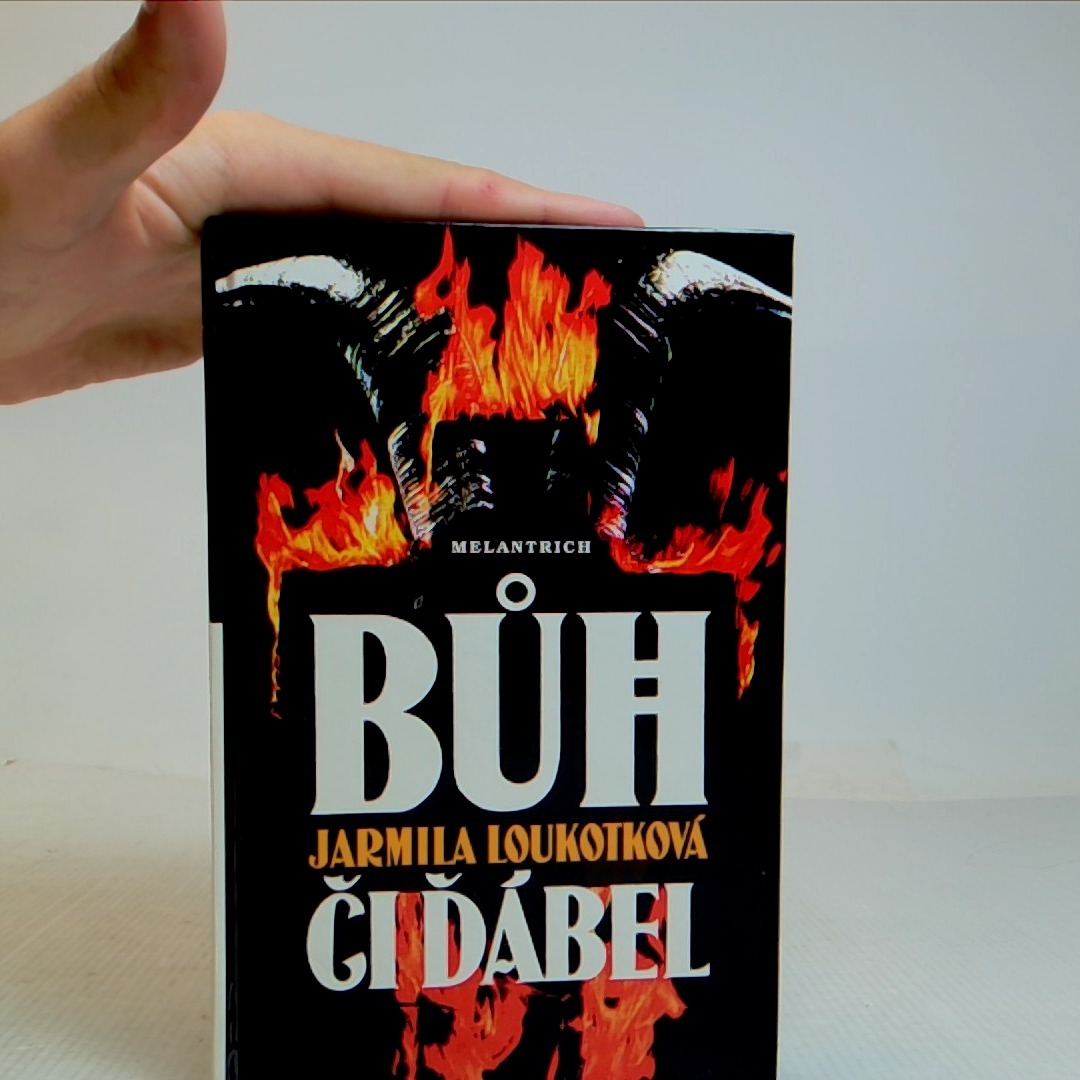 MELANTRICH
BŮH
JARMILA LOUKOTKOVÁ
ČI ĎÁBEL